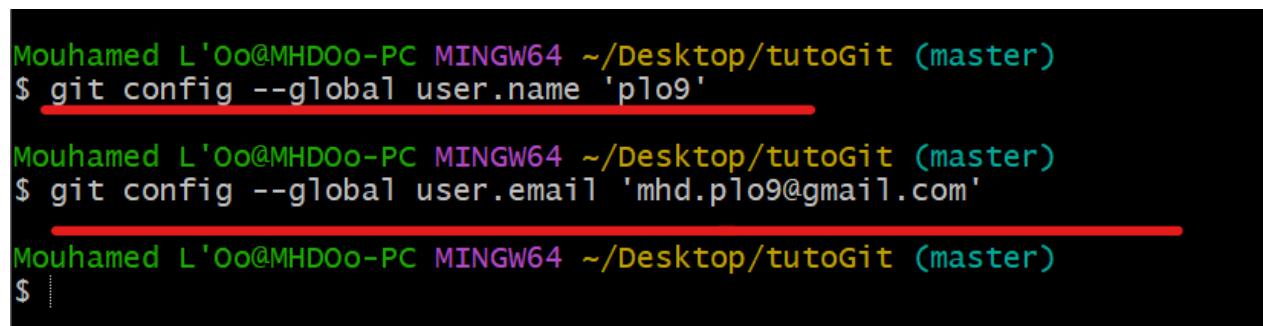 Mouhamed L'Oo@MHDOo-PC MINGW64 ~/Desktop/tutoGit (master)
$ git config --global user.name 'plo9'
Mouhamed L'Oo@MHDOo-PC MINGW64 ~/Desktop/tutoGit (master)
$ git config --global user.email 'mhd.plo9@gmail.com'
Mouhamed L'Oo@MHDOo-PC MINGW64 ~/Desktop/tutoGit (master)
$